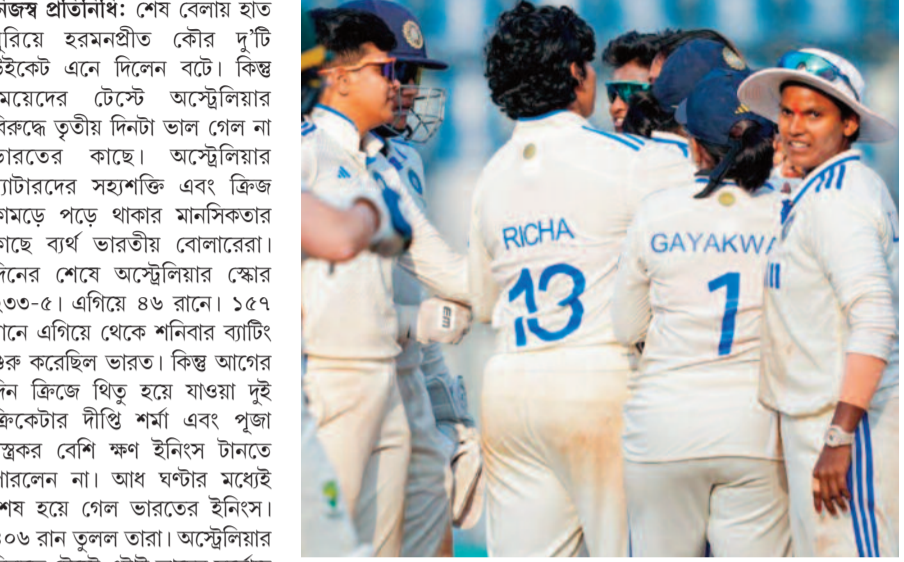 নিজস্ব প্রতিনিধি: শেষ বেলায় হাত
ঘুরিয়ে হরমনপ্রীত কৌর দু'টি
উইকেট এনে দিলেন বটে। কিন্তু
মেয়েদের টেস্টে অস্ট্রেলিয়ার
বিরুদ্ধে তৃতীয় দিনটা ভাল গেল না
ভারতের কাছে। অস্ট্রেলিয়ার
ব্যাটারদের সহ্যশক্তি এবং ক্রিজ
কামড়ে পড়ে থাকার মানসিকতার
কাছে ব্যর্থ ভারতীয় বোলারেরা।
দিনের শেষে অস্ট্রেলিয়ার স্কোর
২৩৩-৫। এগিয়ে ৪৬ রানে। ১৫৭
রানে এগিয়ে থেকে শনিবার ব্যাটিং
শুরু করেছিল ভারত। কিন্তু আগের
দিন ক্রিজে থিতু হয়ে যাওয়া দুই
ক্রিকেটার দীপ্তি শর্মা এবং পূজা
বস্ত্রকর বেশি ক্ষণ ইনিংস টানতে
পারলেন না। আধ ঘণ্টার মধ্যেই
শেষ হয়ে গেল ভারতের ইনিংস।
৪০৬ রান তুলল তারা। অস্ট্রেলিয়ার
RICHA
13
GAYAKWA
1